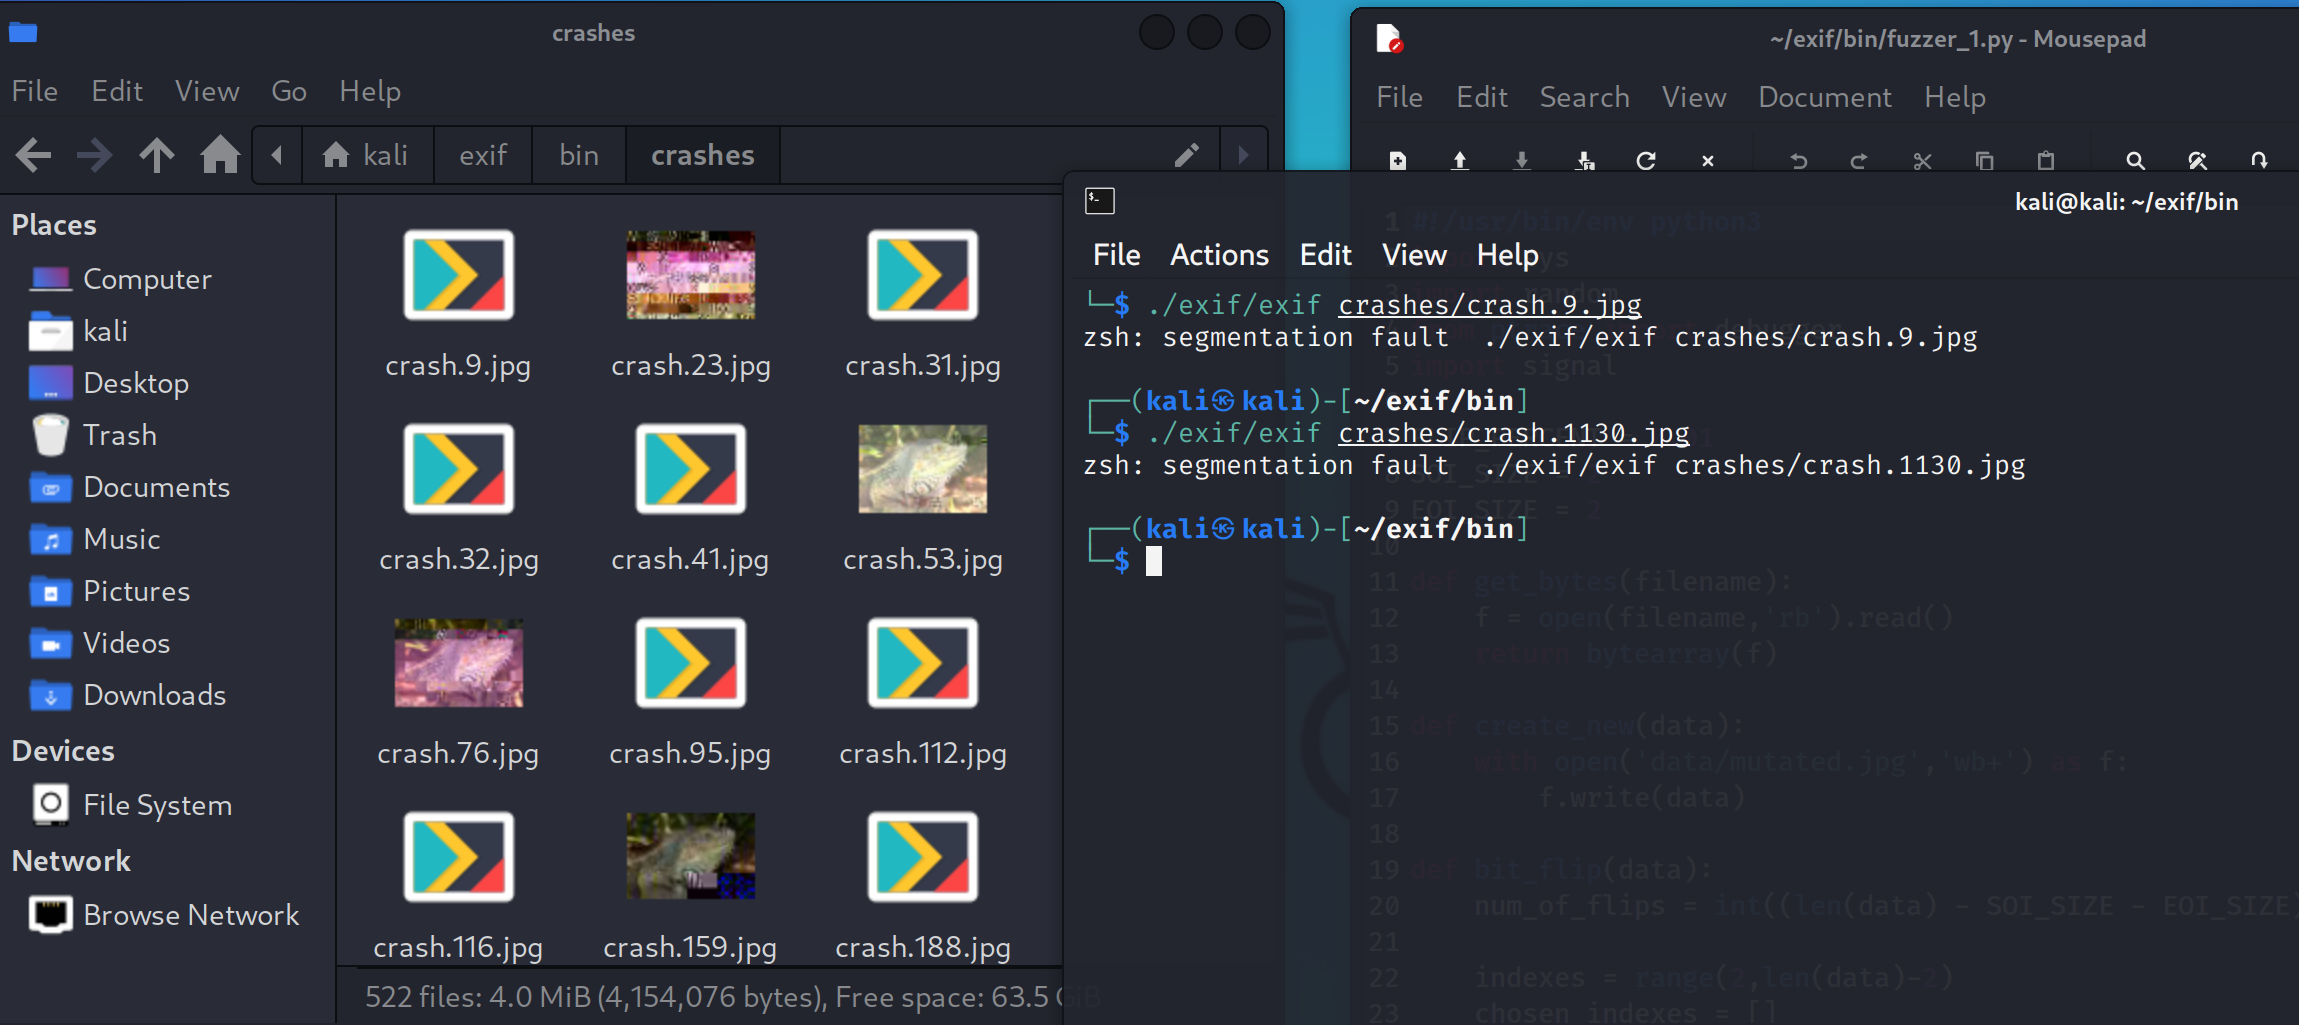 crashes
File Edit View Go Help
kali exif bin crashes
Places
Computer
kali
Desktop
Trash
Documents
Music
Pictures
Videos
Downloads
Devices
File System
Network
Browse Network
crash.9.jpg crash.23.jpg crash.31.jpg
crash.32.jpg crash.41.jpg crash.53.jpg
crash.76.jpg crash.95.jpg crash.112.jpg
crash.116.jpg crash.159.jpg crash.188.jpg
522 files: 4.0 MiB (4,154,076 bytes), Free space: 63.5 GiB
~/exif/bin/fuzzer_1.py - Mousepad
File Edit Search View Document Help
kali@kali: ~/exif/bin
File Actions Edit View Help
└─$ ./exif/exif crashes/crash.9.jpg
zsh: segmentation fault  ./exif/exif crashes/crash.9.jpg
┌──(kali㉿kali)-[~/exif/bin]
└─$ ./exif/exif crashes/crash.1130.jpg
zsh: segmentation fault  ./exif/exif crashes/crash.1130.jpg
┌──(kali㉿kali)-[~/exif/bin]
└─$
1 #!/usr/bin/env python3
import random
5 import signal
SOI_SIZE =
9 EOI_SIZE = 2
10
11 def get_bytes(filename):
12     f = open(filename,'rb').read()
13     return bytearray(f)
14
15 def create_new(data):
16     with open('data/mutated.jpg','wb+') as f:
17         f.write(data)
18
19 def bit_flip(data):
20     num_of_flips = int((len(data) - SOI_SIZE - EOI_SIZE)
21
22     indexes = range(2,len(data)-2)
23     chosen_indexes = []